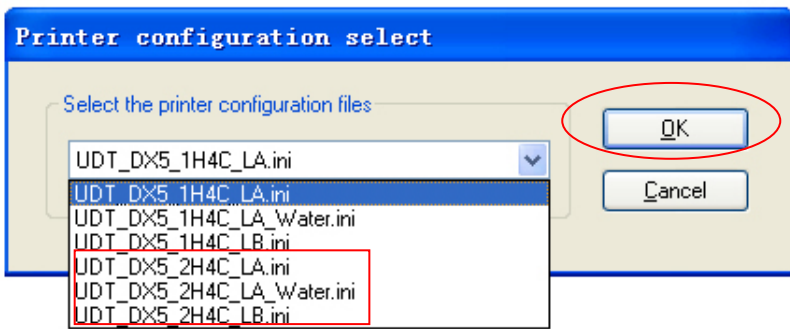 Printer configuration select
Select the printer configuration files
OK
UDT_DX5_1H4C_LA.ini
Cancel
UDT_DX5_1H4C_LA.ini
UDT_DX5_1H4C_LA_Water.ini
UDT_DX5_1H4C_LB.ini
UDT_DX5_2H4C_LA.ini
UDT_DX5_2H4C_LA_Water.ini
UDT_DX5_2H4C_LB.ini